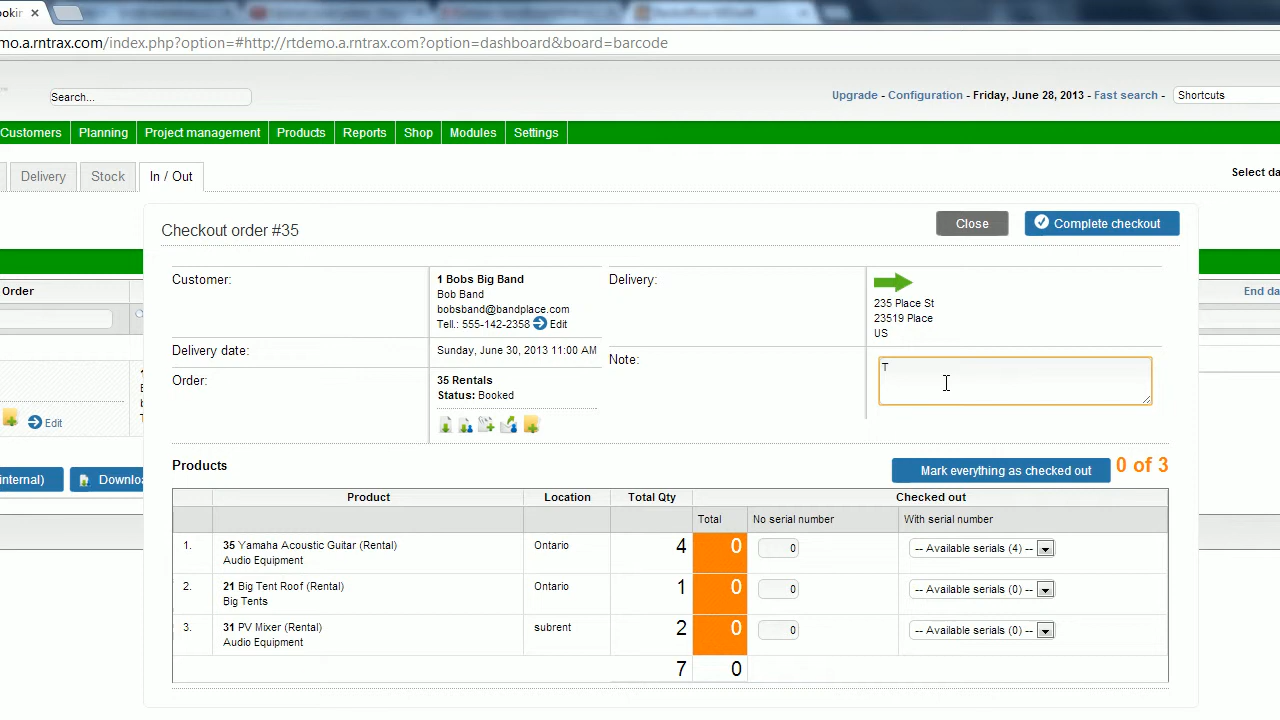 mo.a.rntrax.com/index.php?option=#http://rtdemo.a.rntrax.com?option=dashboard&board=barcode
Search...
Upgrade - Configuration - Friday, June 28, 2013 - Fast search -
Shortcuts
Customers
Planning
Project management
Products
Reports
Shop
Modules
Settings
Delivery
Stock
In / Out
Select da
Checkout order #35
Close
Complete checkout
Order
End da
Customer:
1 Bobs Big Band
Bob Band
bobsband@bandplace.com
Tell.: 555-142-2358 Edit
Delivery:
235 Place St
23519 Place
US
Delivery date:
Sunday, June 30, 2013 11:00 AM
Note:
T
Order:
35 Rentals
Status: Booked
Edit
nternal)
Downloa
Products
Mark everything as checked out
0 of 3
Product
Location
Total Qty
Checked out
Total
No serial number
With serial number
1.
35 Yamaha Acoustic Guitar (Rental)
Audio Equipment
Ontario
4
0
0
-- Available serials (4) --
2.
21 Big Tent Roof (Rental)
Big Tents
Ontario
1
0
0
-- Available serials (0) --
3.
31 PV Mixer (Rental)
Audio Equipment
subrent
2
0
0
-- Available serials (0) --
7
0